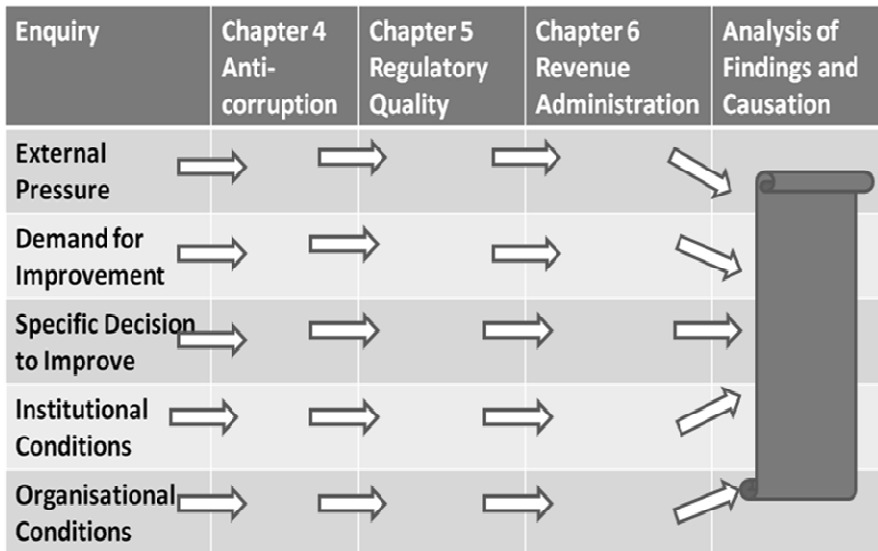 Enquiry
Chapter 4
Anti-
corruption
Chapter 5
Regulatory
Quality
Chapter 6
Revenue
Administration
Analysis of
Findings and
Causation
External
Pressure
Demand for
Improvement
Specific Decision
to Improve
Institutional
Conditions
Organisational
Conditions